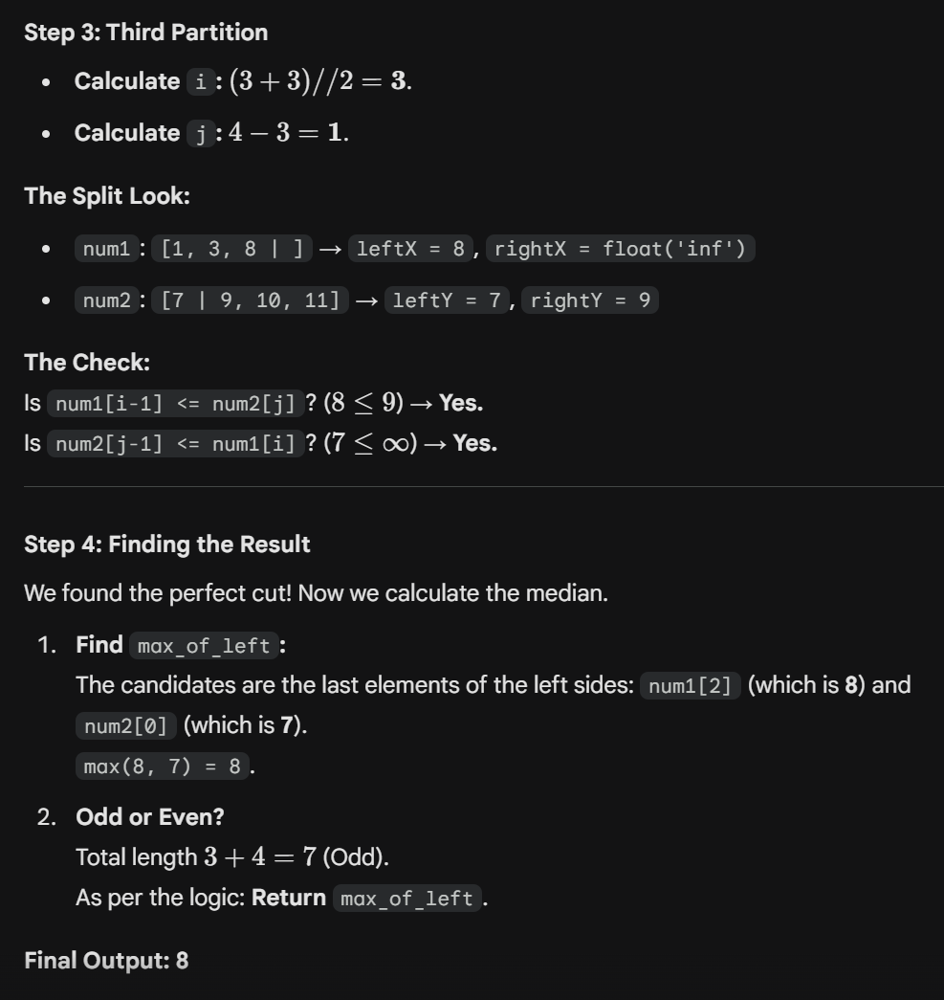 Step 3: Third Partition
• Calculate i: (3 + 3)//2 = 3.
• Calculate j: 4 − 3 = 1.
The Split Look:
• num1: [1, 3, 8 | ] → leftX = 8, rightX = float('inf')
• num2: [7 | 9, 10, 11] → leftY = 7, rightY = 9
The Check:
Is num1[i-1] <= num2[j]? (8 ≤ 9) → Yes.
Is num2[j-1] <= num1[i]? (7 ≤ ∞) → Yes.
Step 4: Finding the Result
We found the perfect cut! Now we calculate the median.
1. Find max_of_left:
The candidates are the last elements of the left sides: num1[2] (which is 8) and
num2[0] (which is 7).
max(8, 7) = 8.
2. Odd or Even?
Total length 3 + 4 = 7 (Odd).
As per the logic: Return max_of_left.
Final Output: 8